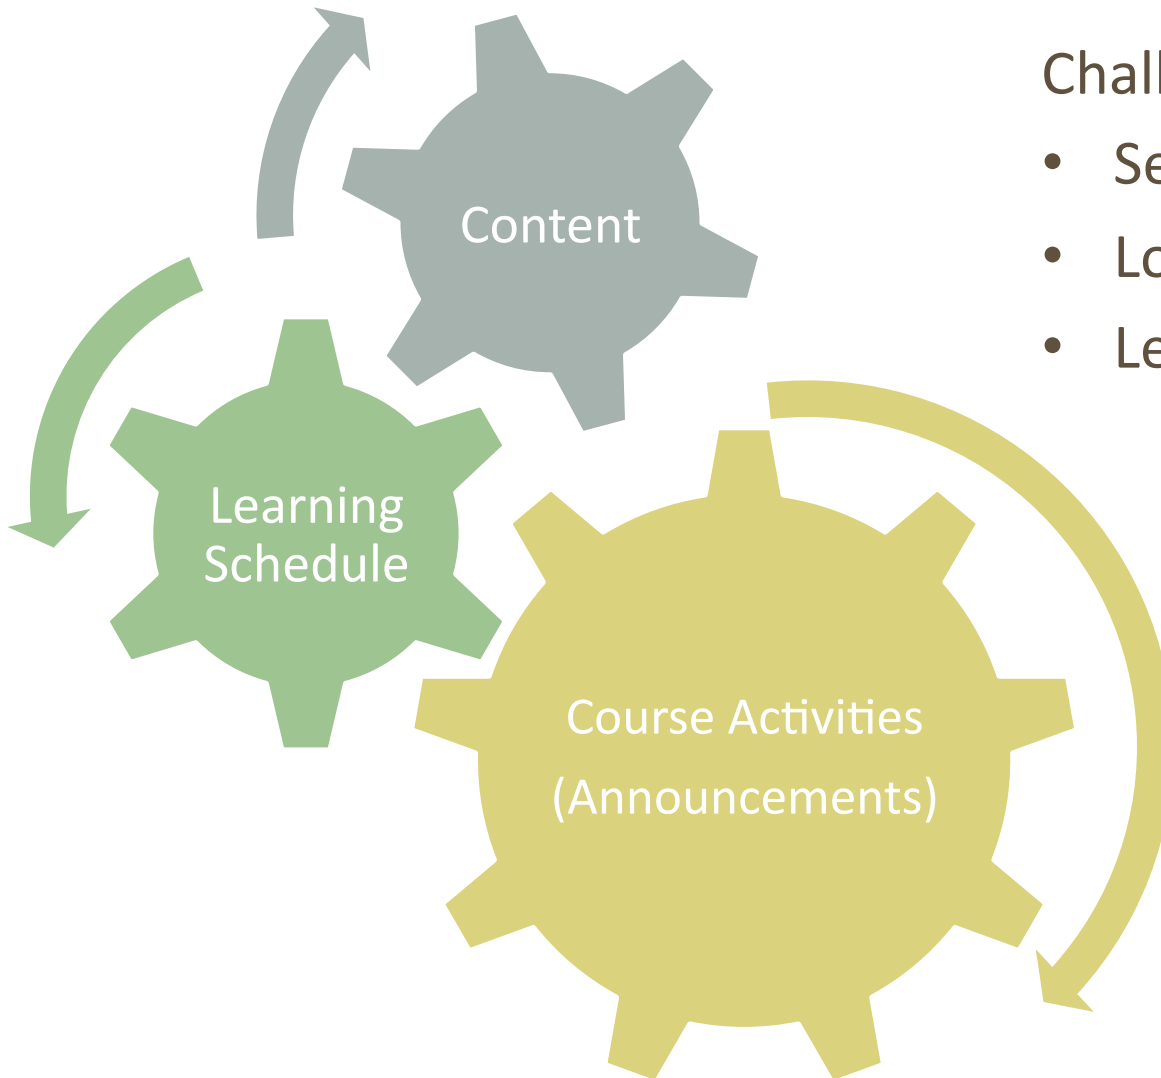 Content
Learning
Schedule
Course Activities
(Announcements)